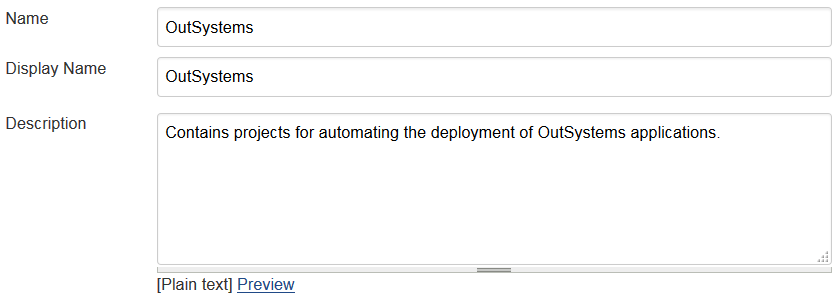 Name
OutSystems
Display Name
OutSystems
Description
Contains projects for automating the deployment of OutSystems applications.
[Plain text] Preview